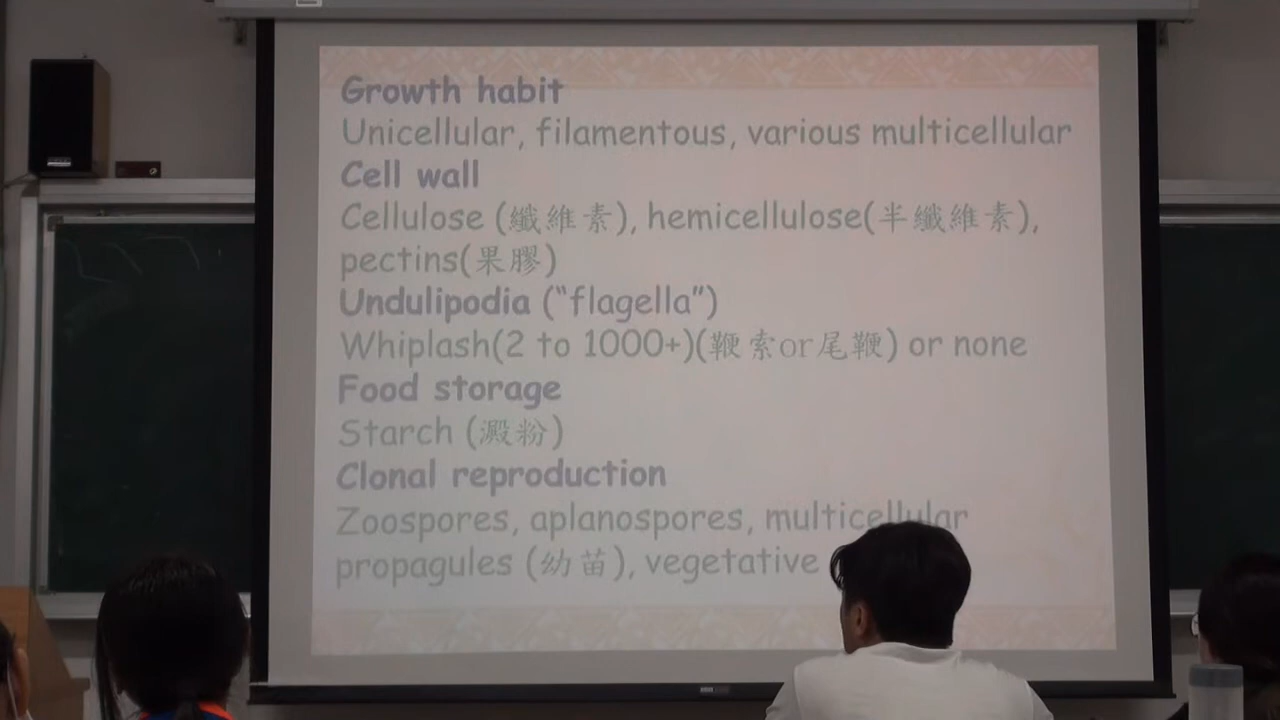 Growth habit
Unicellular, filamentous, various multicellular
Cell wall
Cellulose (纖維素), hemicellulose(半纖維素),
pectins(果膠)
Undulipodia (“flagella”)
Whiplash(2 to 1000+)(鞭索or尾鞭) or none
Food storage
Starch (澱粉)
Clonal reproduction
Zoospores, aplanospores, multicellular
propagules (幼苗), vegetative